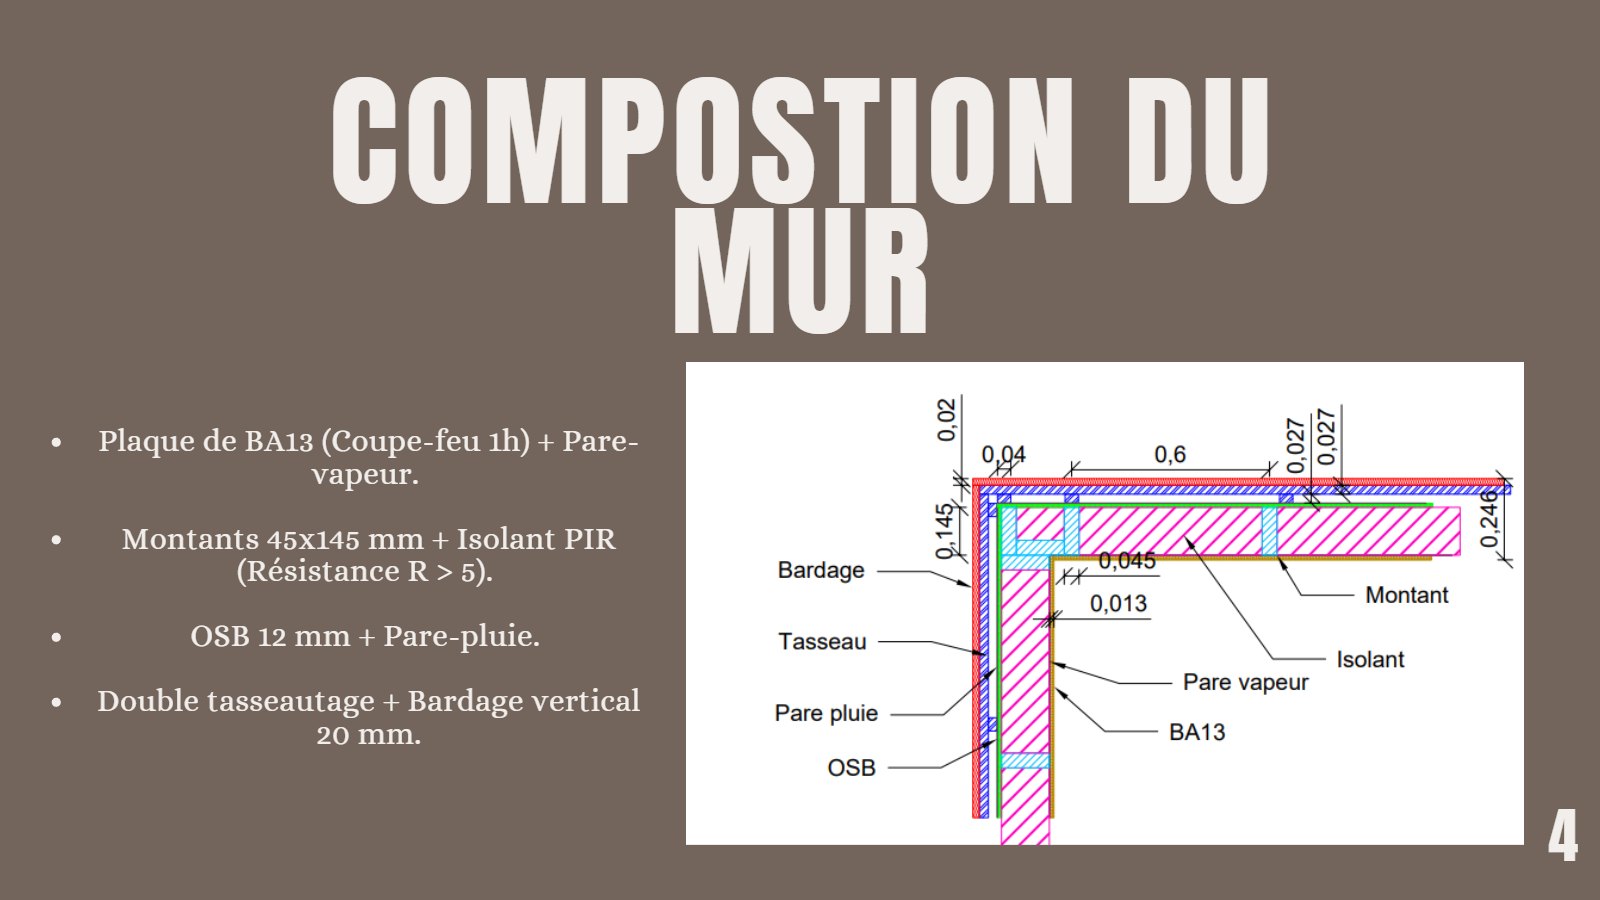 COMPOSTION DU
MUR
• Plaque de BA13 (Coupe-feu 1h) + Pare-
vapeur.
• Montants 45x145 mm + Isolant PIR
(Résistance R > 5).
• OSB 12 mm + Pare-pluie.
• Double tasseautage + Bardage vertical
20 mm.
0,02
0,04
0,6
0,027
0,027
0,145
0,246
0,045
0,013
Bardage
Tasseau
Pare pluie
OSB
Montant
Isolant
Pare vapeur
BA13
4